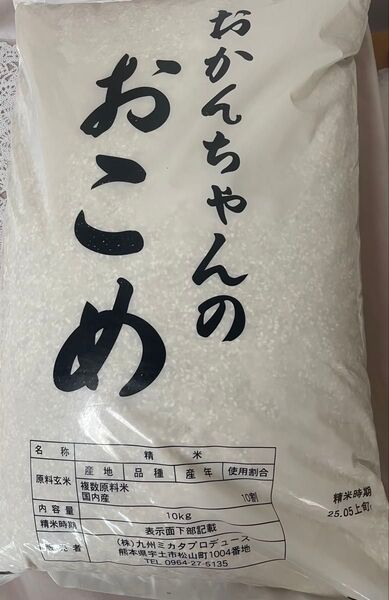 おかんちゃんの
おこめ
名 称 精 米
原料玄米 産 地 品 種 産 年 使用割合
複数原料米
国内産 10割
内容量 10kg
精米時期 表示面下部記載
(株)九州ミカタプロデュース
熊本県宇土市松山町1004番地
TEL 0964-27-5135
精米時期
25.05上旬